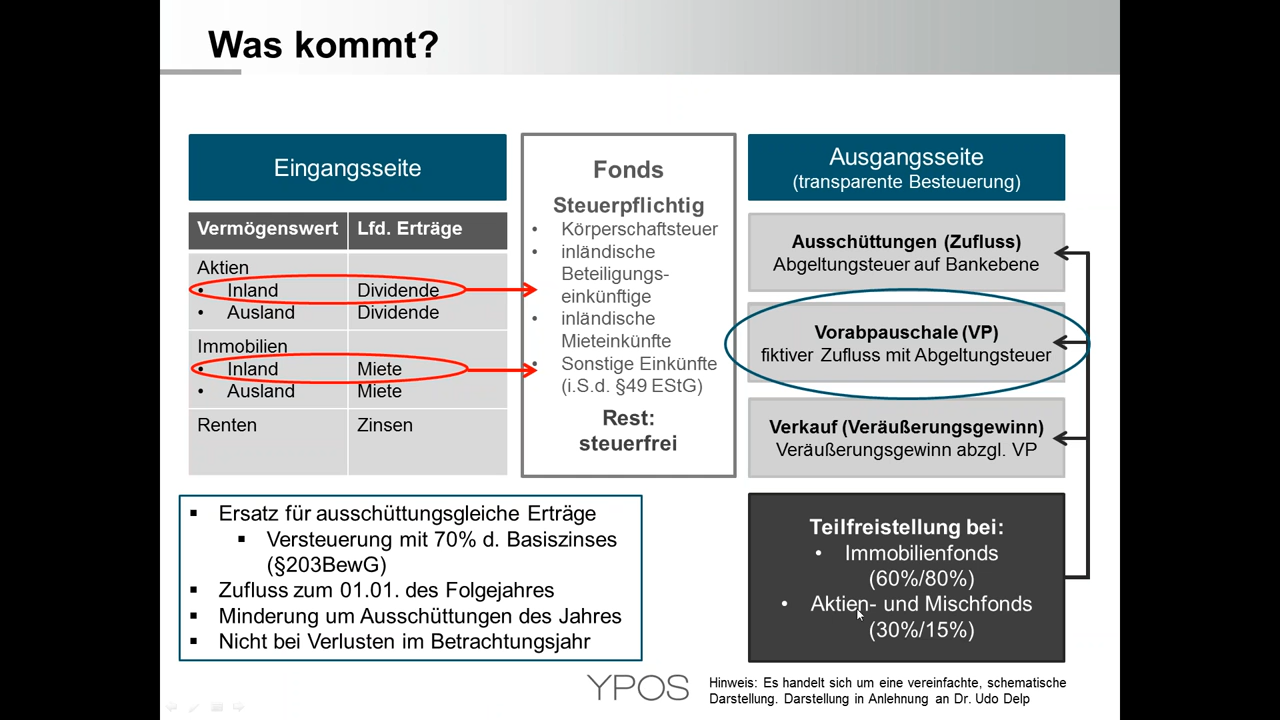 Was kommt?
Eingangsseite
Vermögenswert Lfd. Erträge
Aktien
• Inland Dividende
• Ausland Dividende
Immobilien
• Inland Miete
• Ausland Miete
Renten Zinsen
Fonds
Steuerpflichtig
• Körperschaftsteuer
• inländische
Beteiligungs-
einkünftige
• inländische
Mieteinkünfte
• Sonstige Einkünfte
(i.S.d. §49 EStG)
Rest:
steuerfrei
Ausgangsseite
(transparente Besteuerung)
Ausschüttungen (Zufluss)
Abgeltungsteuer auf Bankebene
Vorabpauschale (VP)
fiktiver Zufluss mit Abgeltungsteuer
Verkauf (Veräußerungsgewinn)
Veräußerungsgewinn abzgl. VP
▪ Ersatz für ausschüttungsgleiche Erträge
▪ Versteuerung mit 70% d. Basiszinses
(§203BewG)
▪ Zufluss zum 01.01. des Folgejahres
▪ Minderung um Ausschüttungen des Jahres
▪ Nicht bei Verlusten im Betrachtungsjahr
Teilfreistellung bei:
• Immobilienfonds
(60%/80%)
• Aktien- und Mischfonds
(30%/15%)
YPOS
Hinweis: Es handelt sich um eine vereinfachte, schematische
Darstellung. Darstellung in Anlehnung an Dr. Udo Delp